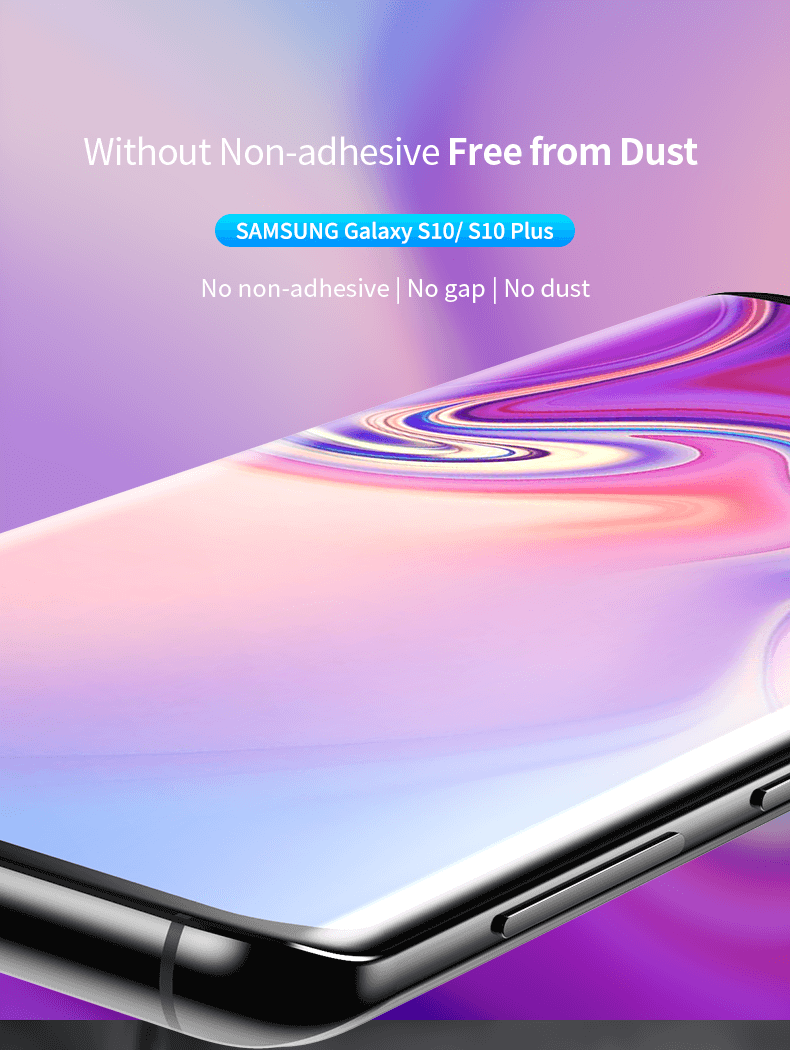 Without Non-adhesive Free from Dust
SAMSUNG Galaxy S10/ S10 Plus
No non-adhesive | No gap | No dust